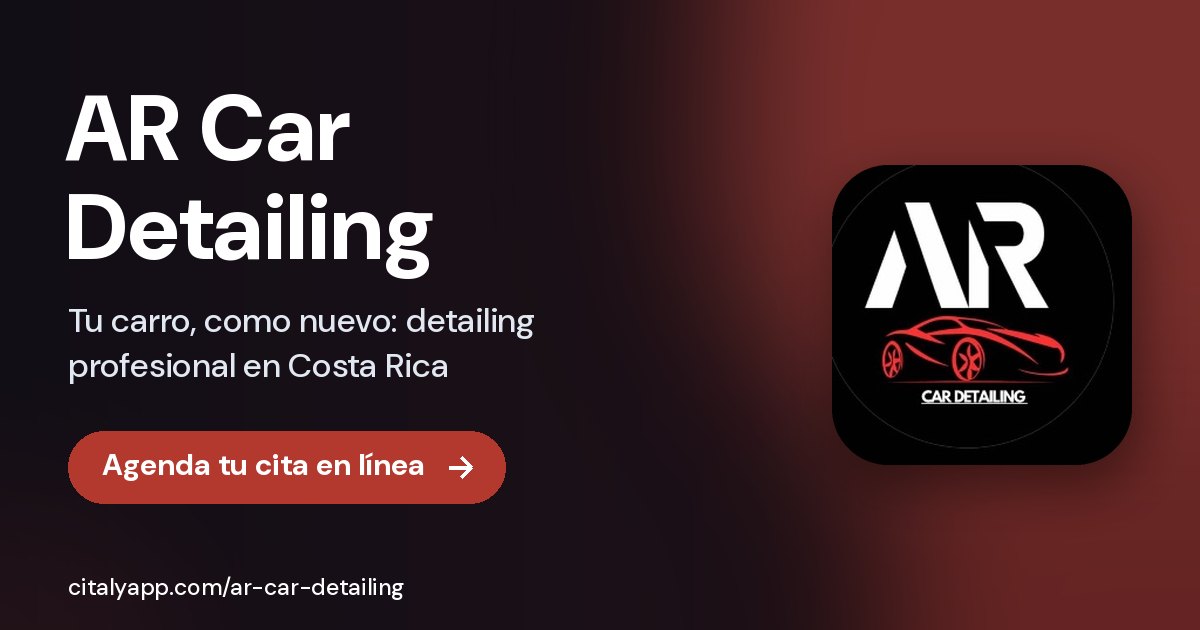 AR Car
Detailing
Tu carro, como nuevo: detailing
profesional en Costa Rica
Agenda tu cita en línea →
citalyapp.com/ar-car-detailing
AR
CAR DETAILING